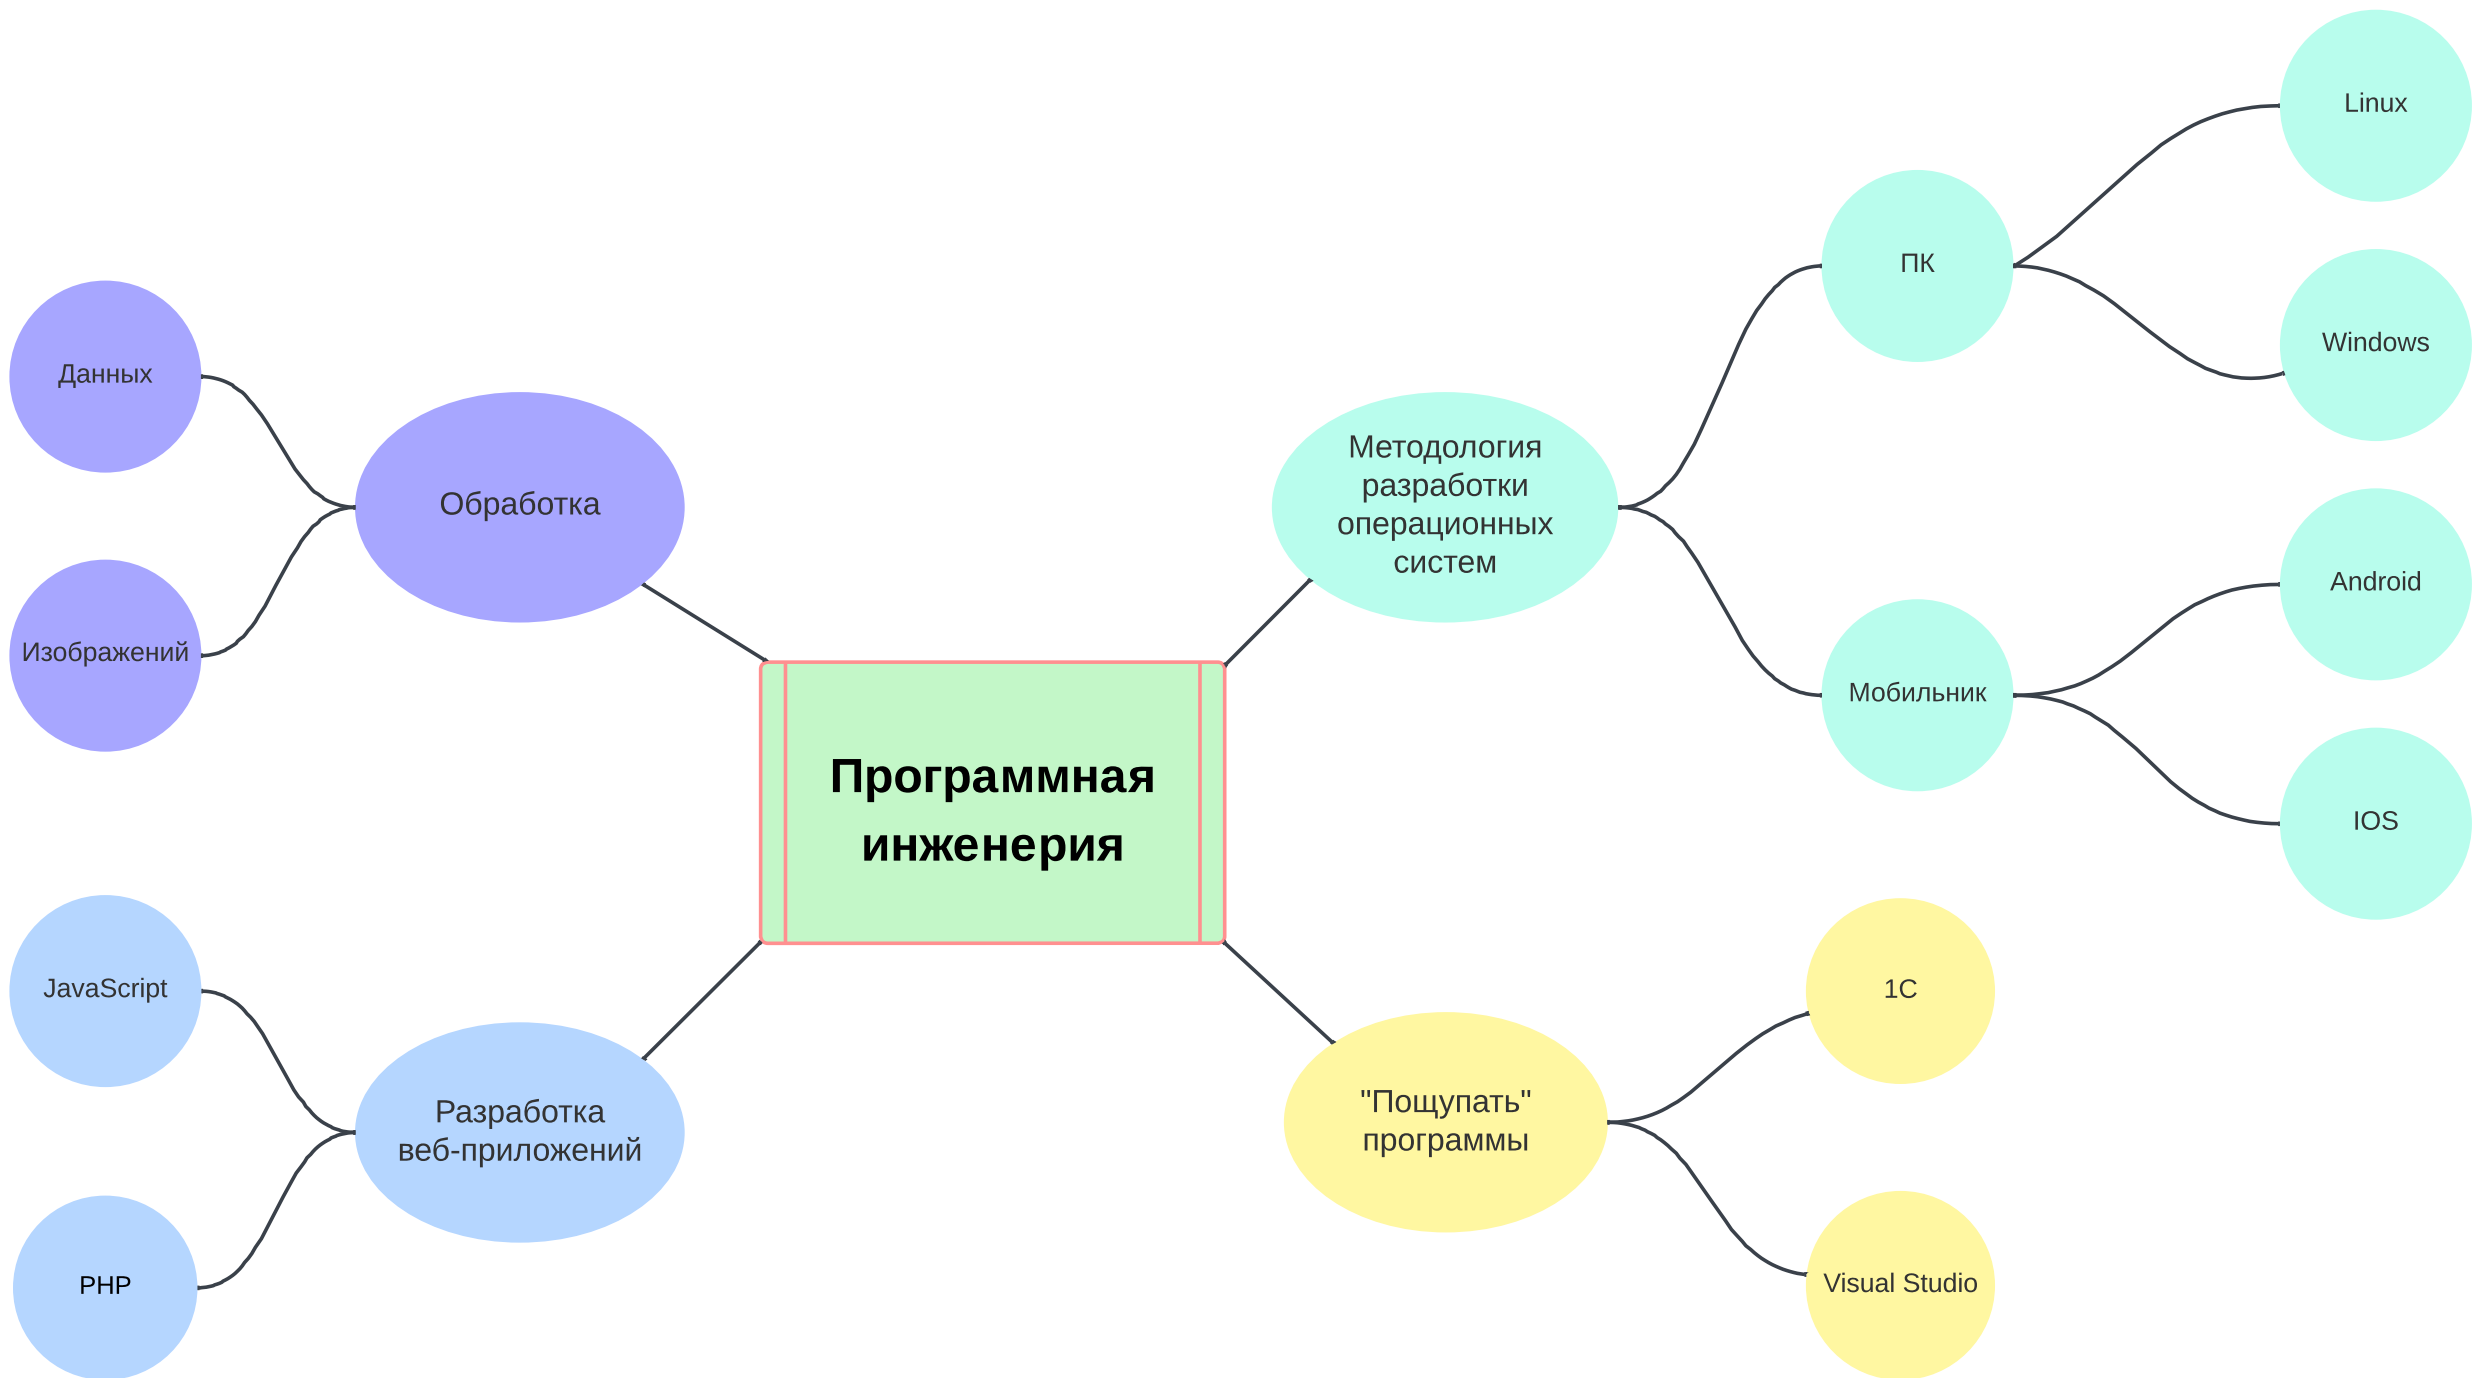 Программная
инженерия
Обработка
Данных
Изображений
Разработка
веб-приложений
JavaScript
PHP
Методология
разработки
операционных
систем
ПК
Linux
Windows
Мобильник
Android
IOS
"Пощупать"
программы
1C
Visual Studio